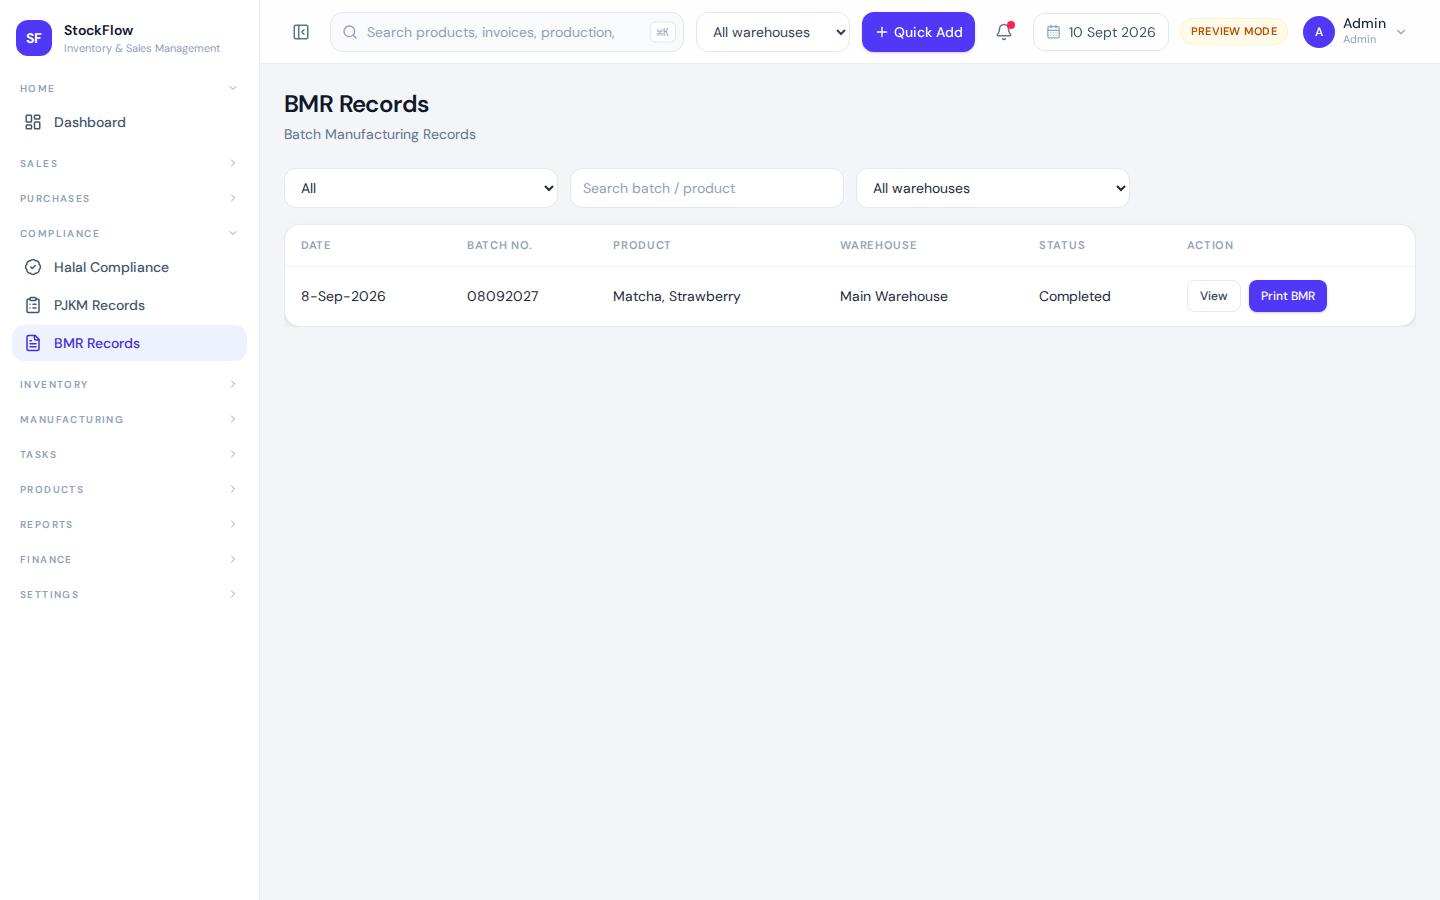 SF
StockFlow
Inventory & Sales Management
HOME
Dashboard
SALES
PURCHASES
COMPLIANCE
Halal Compliance
PJKM Records
BMR Records
INVENTORY
MANUFACTURING
TASKS
PRODUCTS
REPORTS
FINANCE
SETTINGS
Search products, invoices, production, ⌘K
All warehouses
+ Quick Add
10 Sept 2026
PREVIEW MODE
A
Admin
Admin
BMR Records
Batch Manufacturing Records
All
Search batch / product
All warehouses
DATE BATCH NO. PRODUCT WAREHOUSE STATUS ACTION
8-Sep-2026 08092027 Matcha, Strawberry Main Warehouse Completed View Print BMR